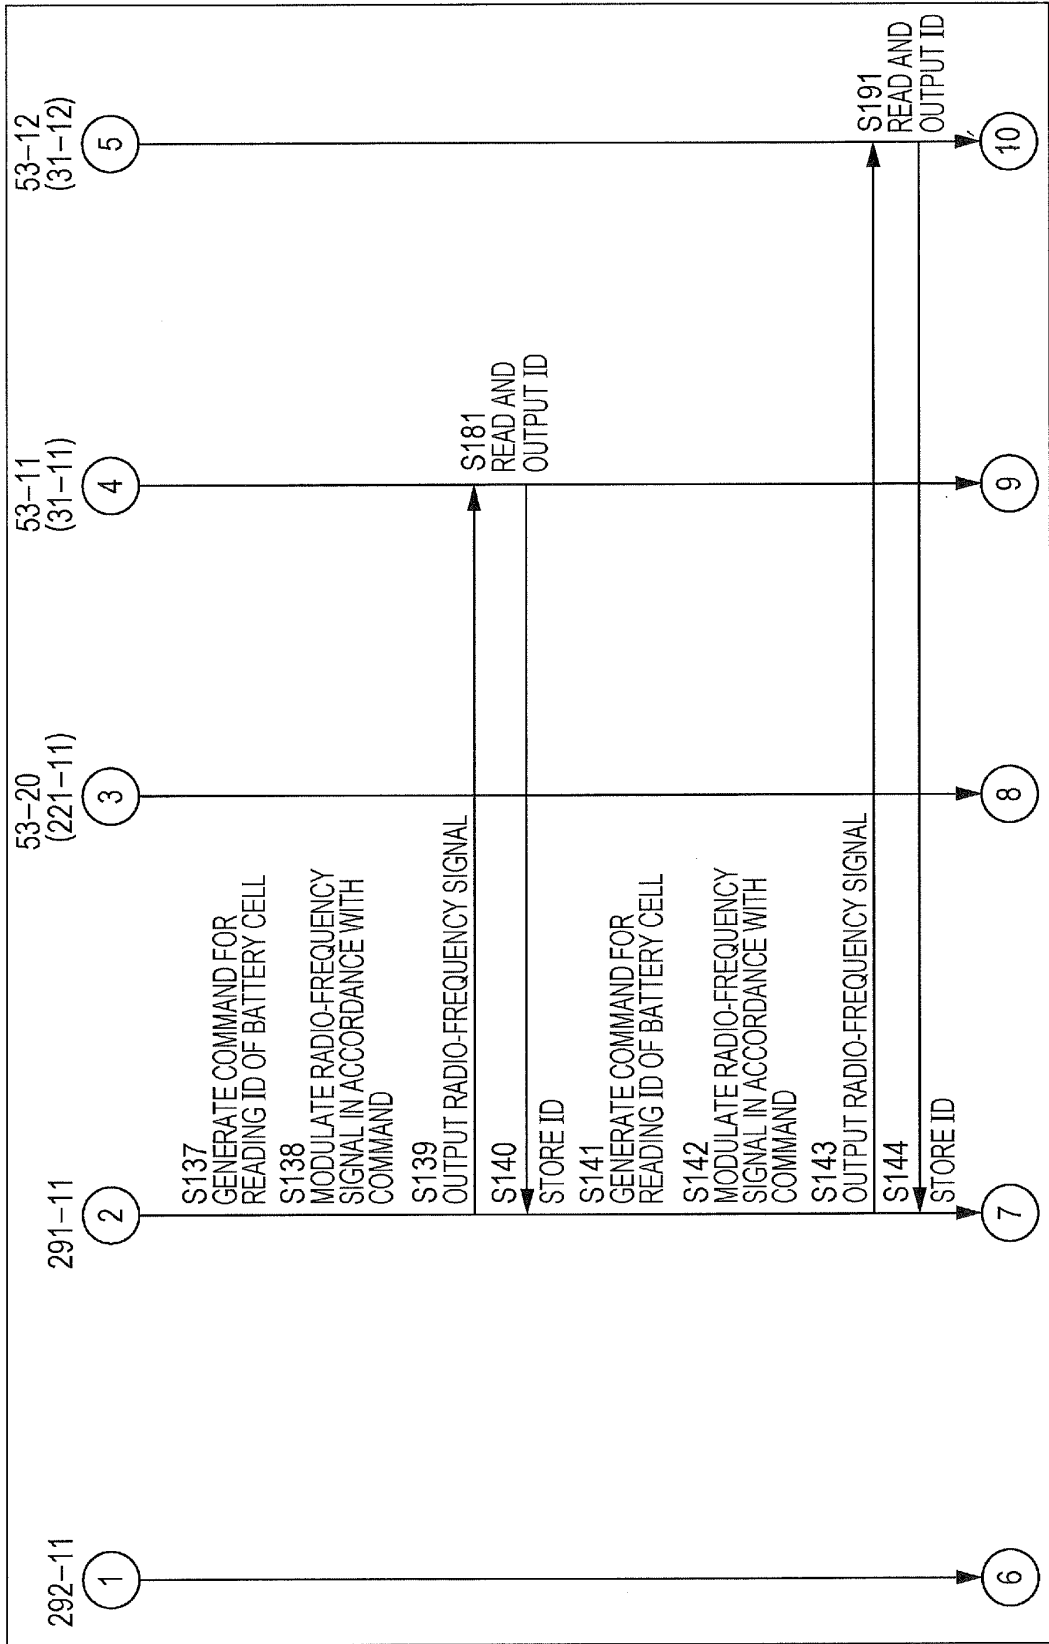 292-11
1
291-11
2
53-20
(221-11)
3
53-11
(31-11)
4
53-12
(31-12)
5
S137
GENERATE COMMAND FOR
READING ID OF BATTERY CELL
S138
MODULATE RADIO-FREQUENCY
SIGNAL IN ACCORDANCE WITH
COMMAND
S139
OUTPUT RADIO-FREQUENCY SIGNAL
S181
READ AND
OUTPUT ID
S140
STORE ID
S141
GENERATE COMMAND FOR
READING ID OF BATTERY CELL
S142
MODULATE RADIO-FREQUENCY
SIGNAL IN ACCORDANCE WITH
COMMAND
S143
OUTPUT RADIO-FREQUENCY SIGNAL
S191
READ AND
OUTPUT ID
S144
STORE ID
6
7
8
9
10